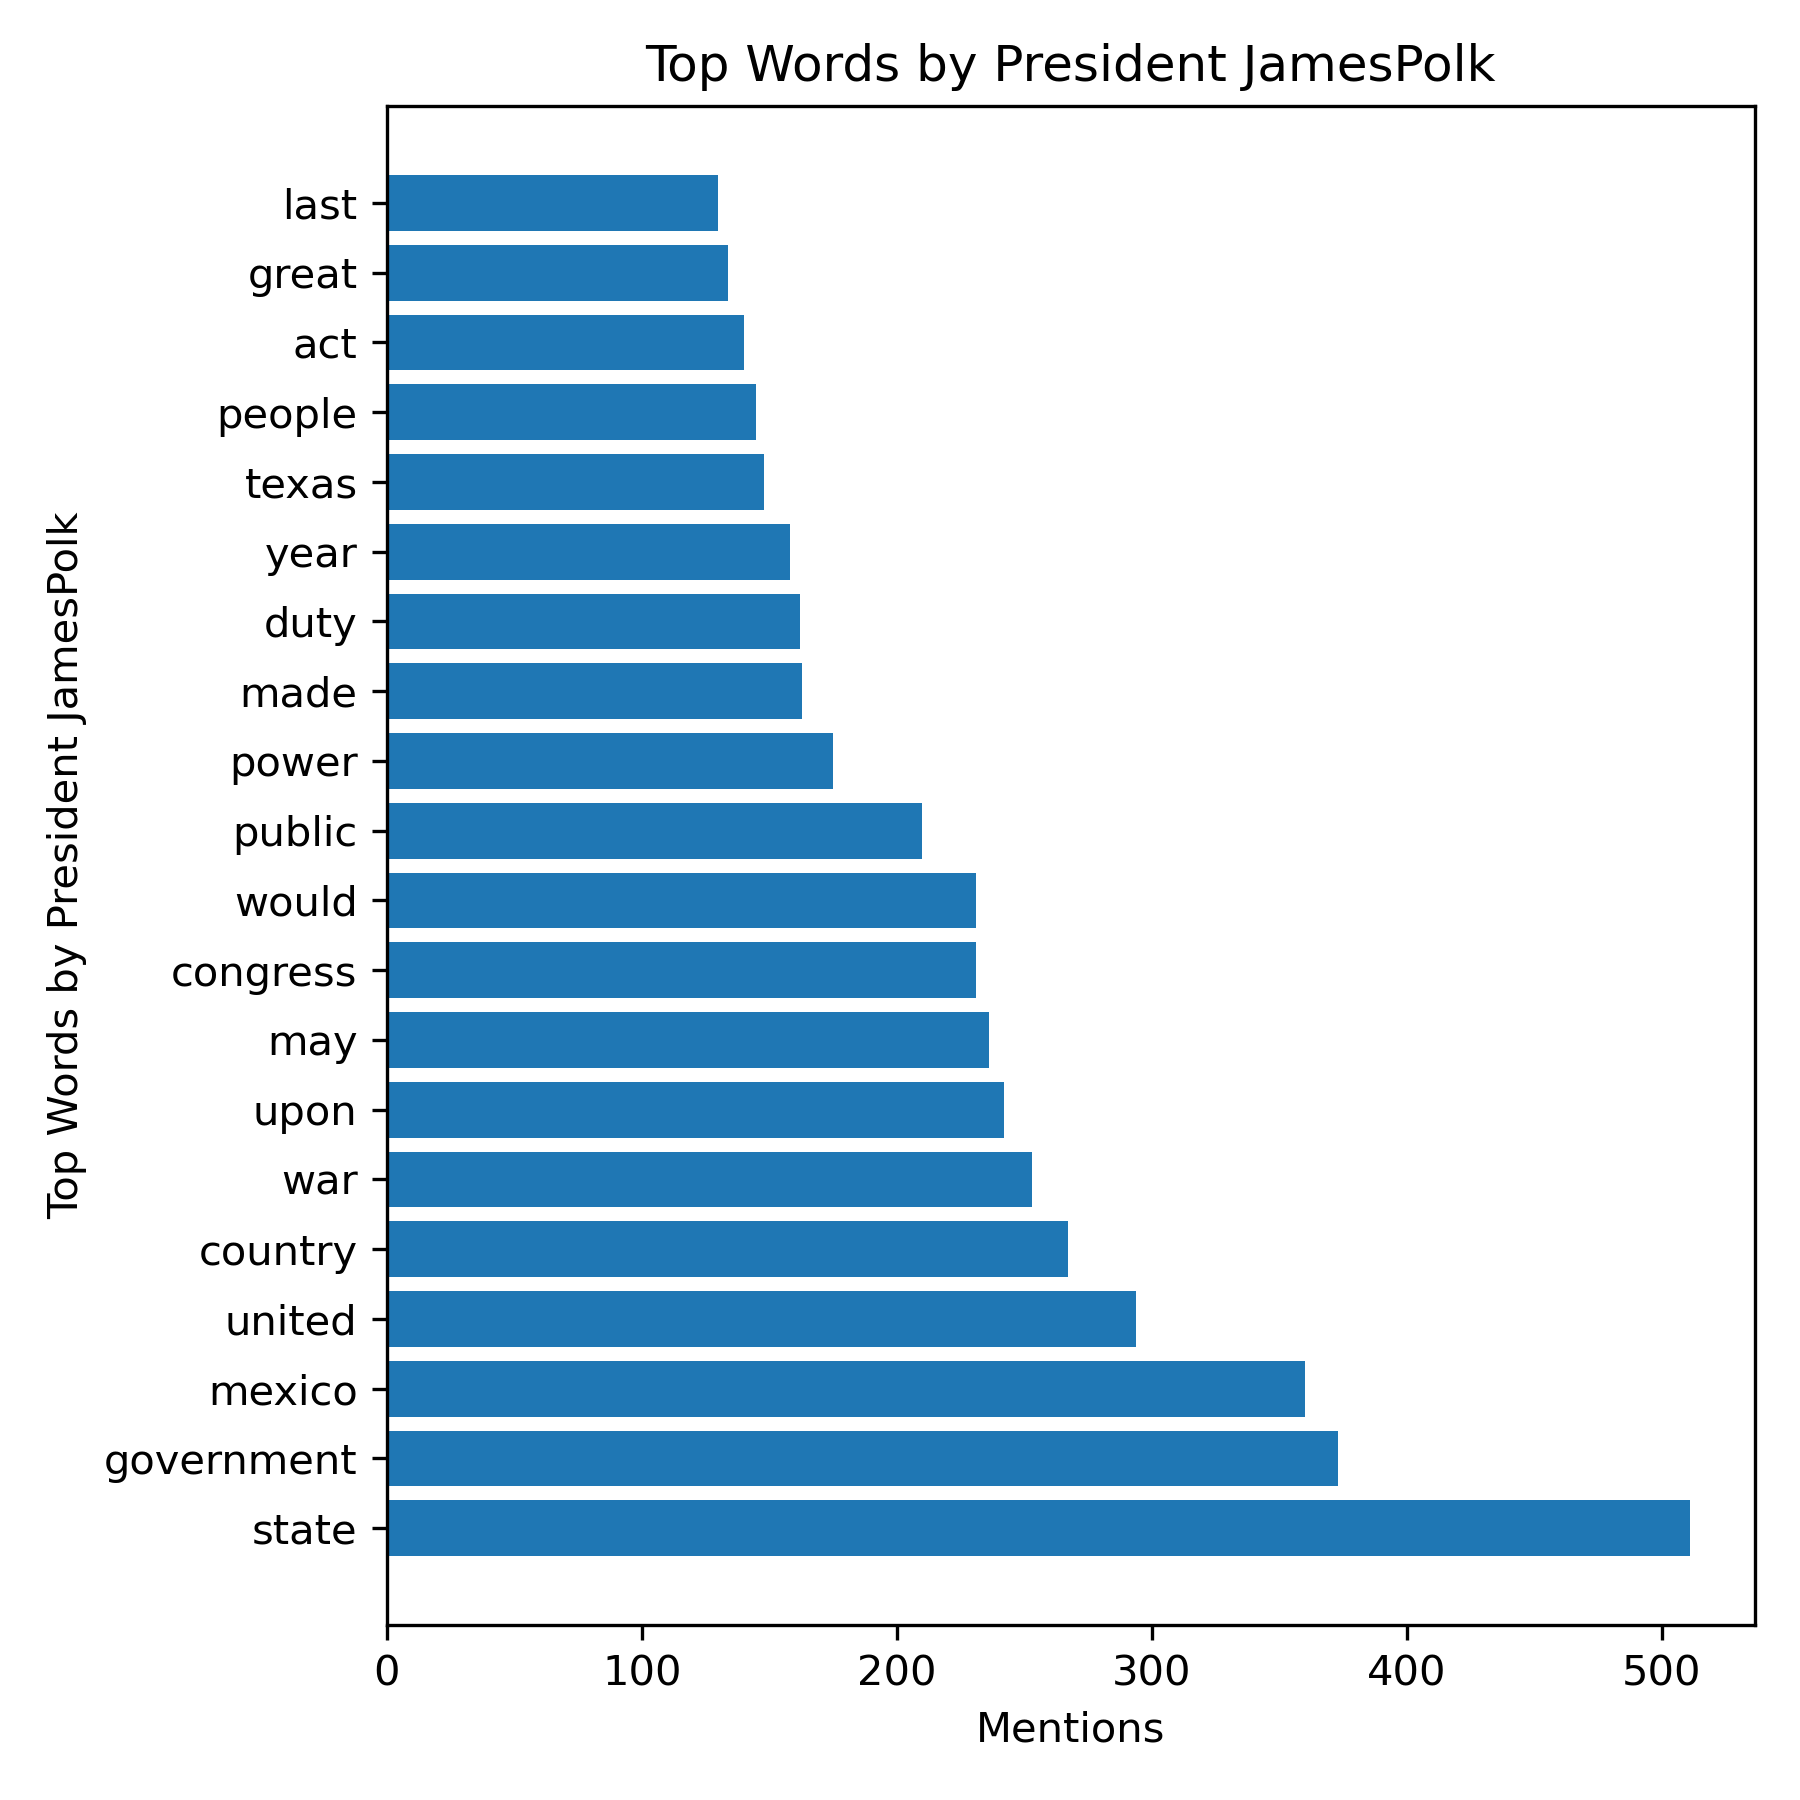 Top Words by President JamesPolk
Top Words by President JamesPolk
last
great
act
people
texas
year
duty
made
power
public
would
congress
may
upon
war
country
united
mexico
government
state
0 100 200 300 400 500
Mentions